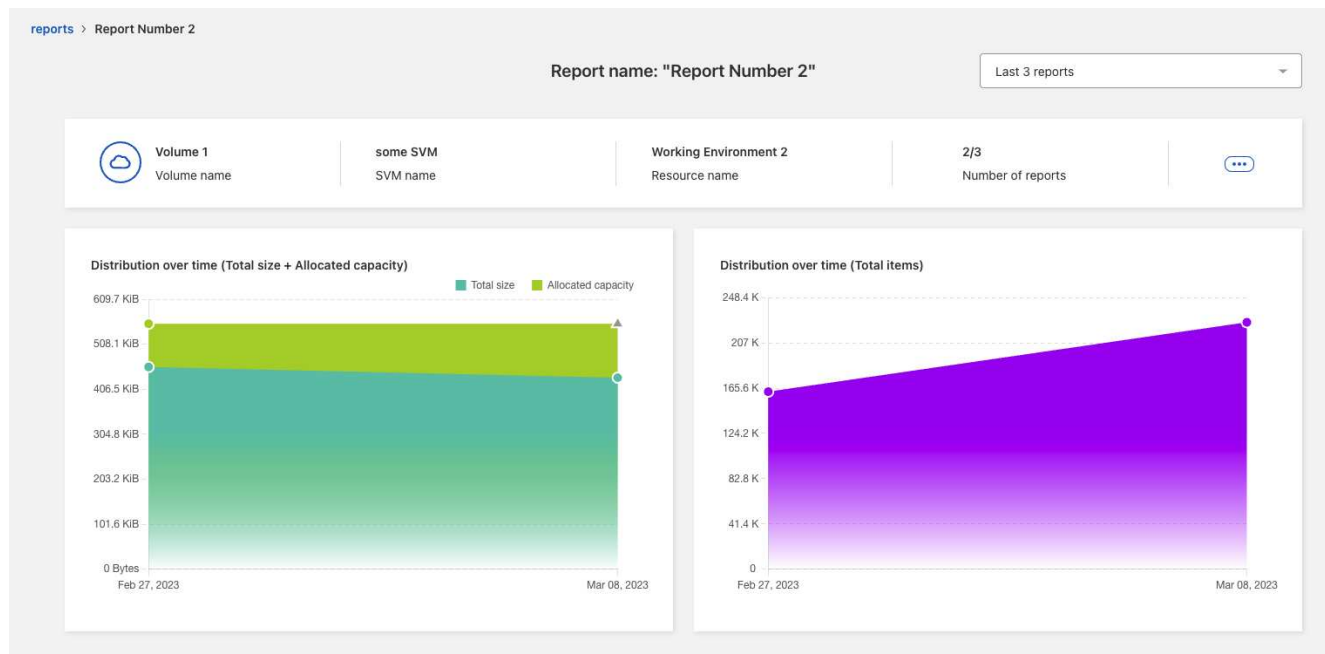 reports > Report Number 2
Report name: "Report Number 2"
Last 3 reports
Volume 1
Volume name
some SVM
SVM name
Working Environment 2
Resource name
2/3
Number of reports
Distribution over time (Total size + Allocated capacity)
Total size
Allocated capacity
609.7 KiB
508.1 KiB
406.5 KiB
304.8 KiB
203.2 KiB
101.6 KiB
0 Bytes
Feb 27, 2023
Mar 08, 2023
Distribution over time (Total items)
248.4 K
207 K
165.6 K
124.2 K
82.8 K
41.4 K
0
Feb 27, 2023
Mar 08, 2023